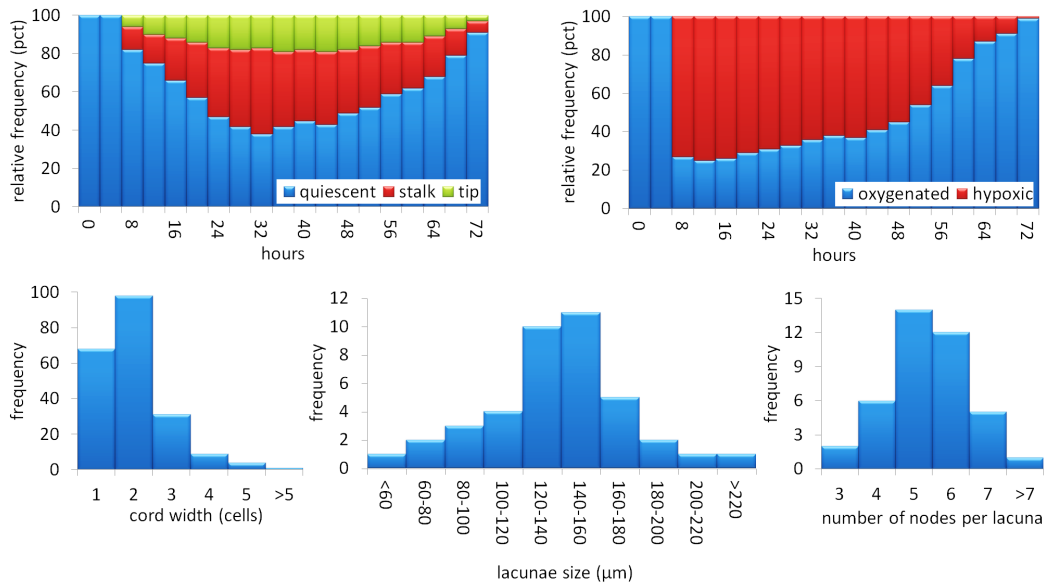 relative frequency (pct)
100
80
60
40
20
0
quiescent stalk tip
0 8 16 24 32 40 48 56 64 72
hours
relative frequency (pct)
100
80
60
40
20
0
oxygenated hypoxic
0 8 16 24 32 40 48 56 64 72
hours
frequency
100
80
60
40
20
0
1 2 3 4 5 >5
cord width (cells)
frequency
12
10
8
6
4
2
0
<60 60-80 80-100 100-120 120-140 140-160 160-180 180-200 200-220 >220
lacunae size (µm)
frequency
15
12
9
6
3
0
3 4 5 6 7 >7
number of nodes per lacuna